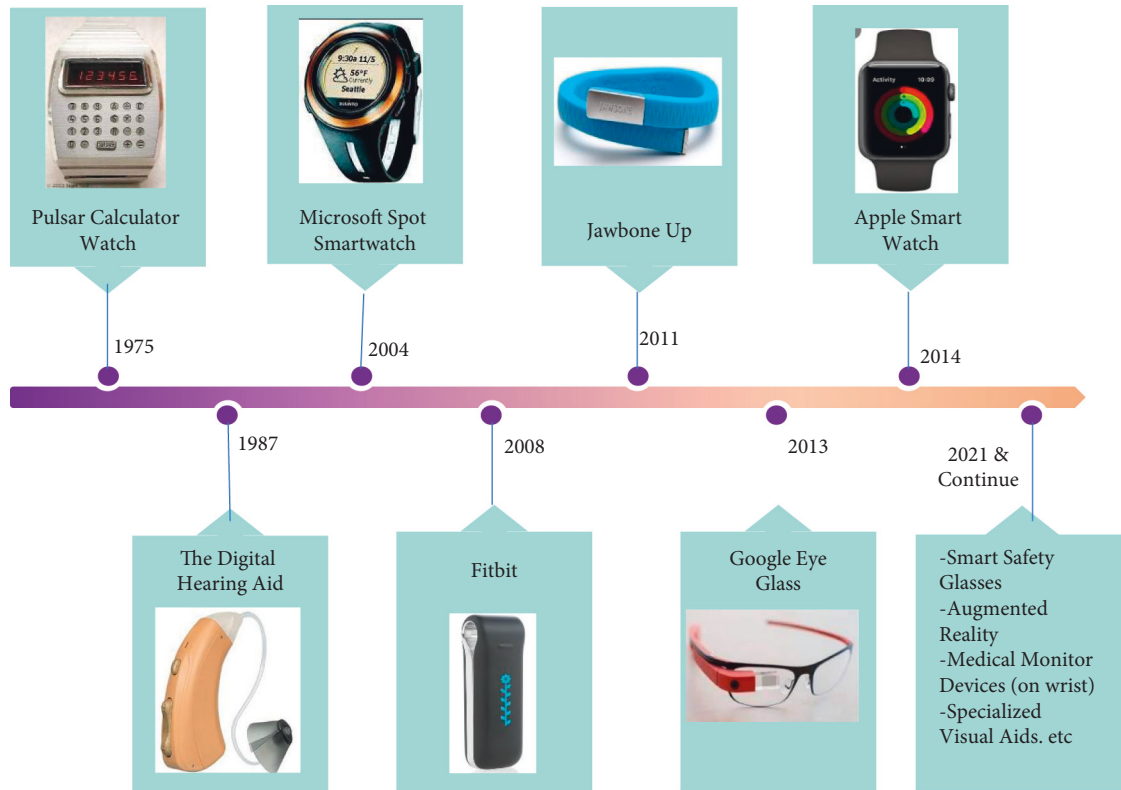 123456
Pulsar Calculator
Watch
9:30a 11/5
56°F
Currently
Seattle
SUUNTO
Microsoft Spot
Smartwatch
JAWBONE
Jawbone Up
Activity 10:09
Apple Smart
Watch
1975
2004
2011
2014
1987
2008
2013
2021 &
Continue
The Digital
Hearing Aid
Fitbit
Google Eye
Glass
-Smart Safety
Glasses
-Augmented
Reality
-Medical Monitor
Devices (on wrist)
-Specialized
Visual Aids. etc